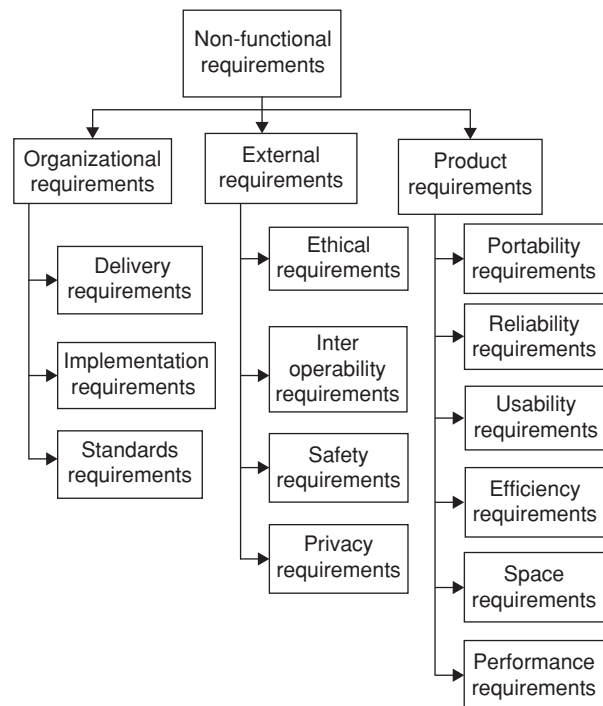 Non-functional
requirements
Organizational
requirements
External
requirements
Product
requirements
Delivery
requirements
Implementation
requirements
Standards
requirements
Ethical
requirements
Inter
operability
requirements
Safety
requirements
Privacy
requirements
Portability
requirements
Reliability
requirements
Usability
requirements
Efficiency
requirements
Space
requirements
Performance
requirements